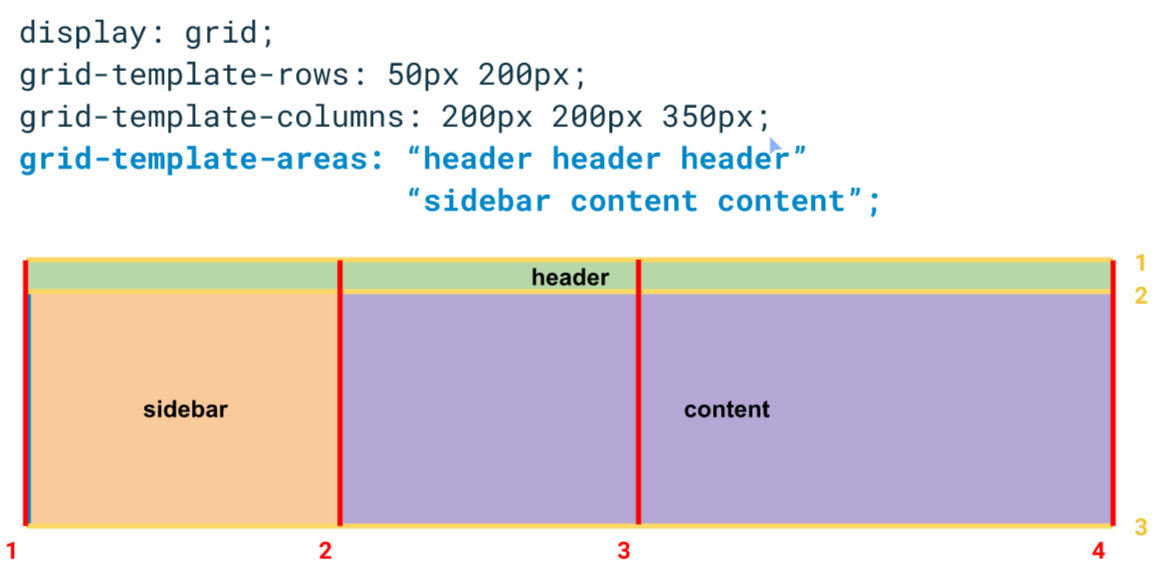 display: grid;
grid-template-rows: 50px 200px;
grid-template-columns: 200px 200px 350px;
grid-template-areas: “header header header”
“sidebar content content”;
header
1
2
sidebar
content
3
1
2
3
4